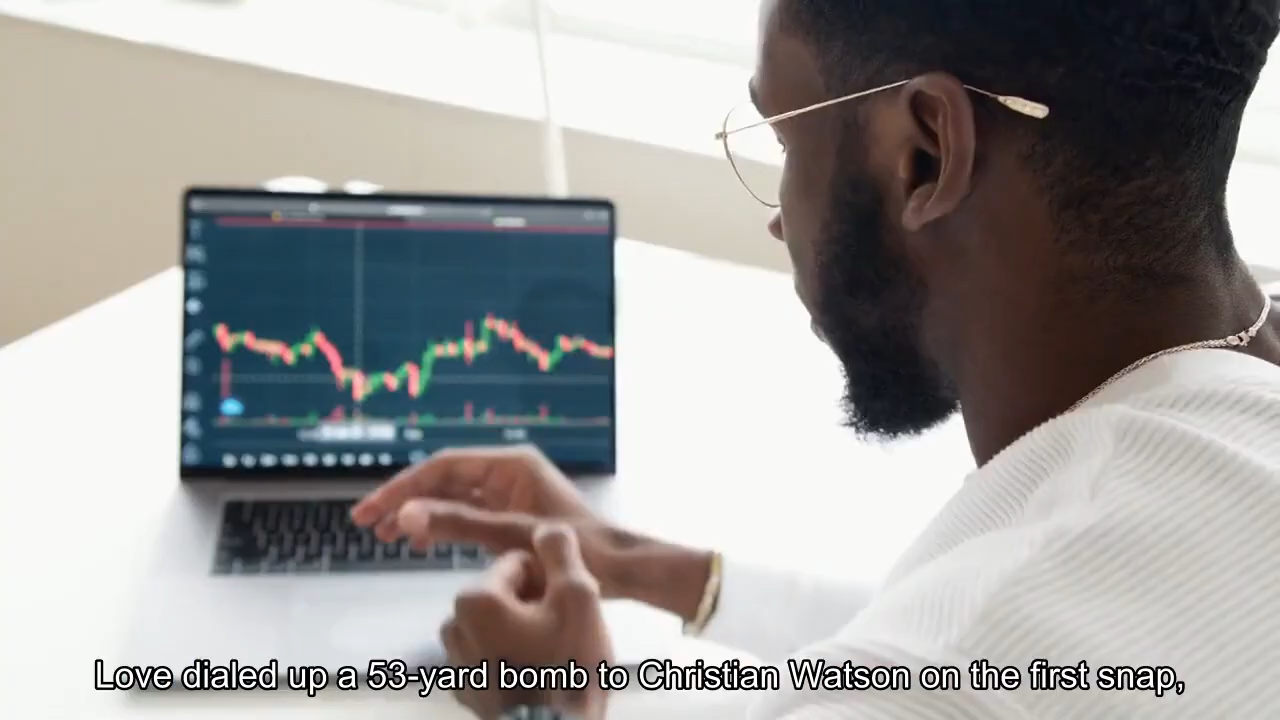 Love dialed up a 53-yard bomb to Christian Watson on the first snap,